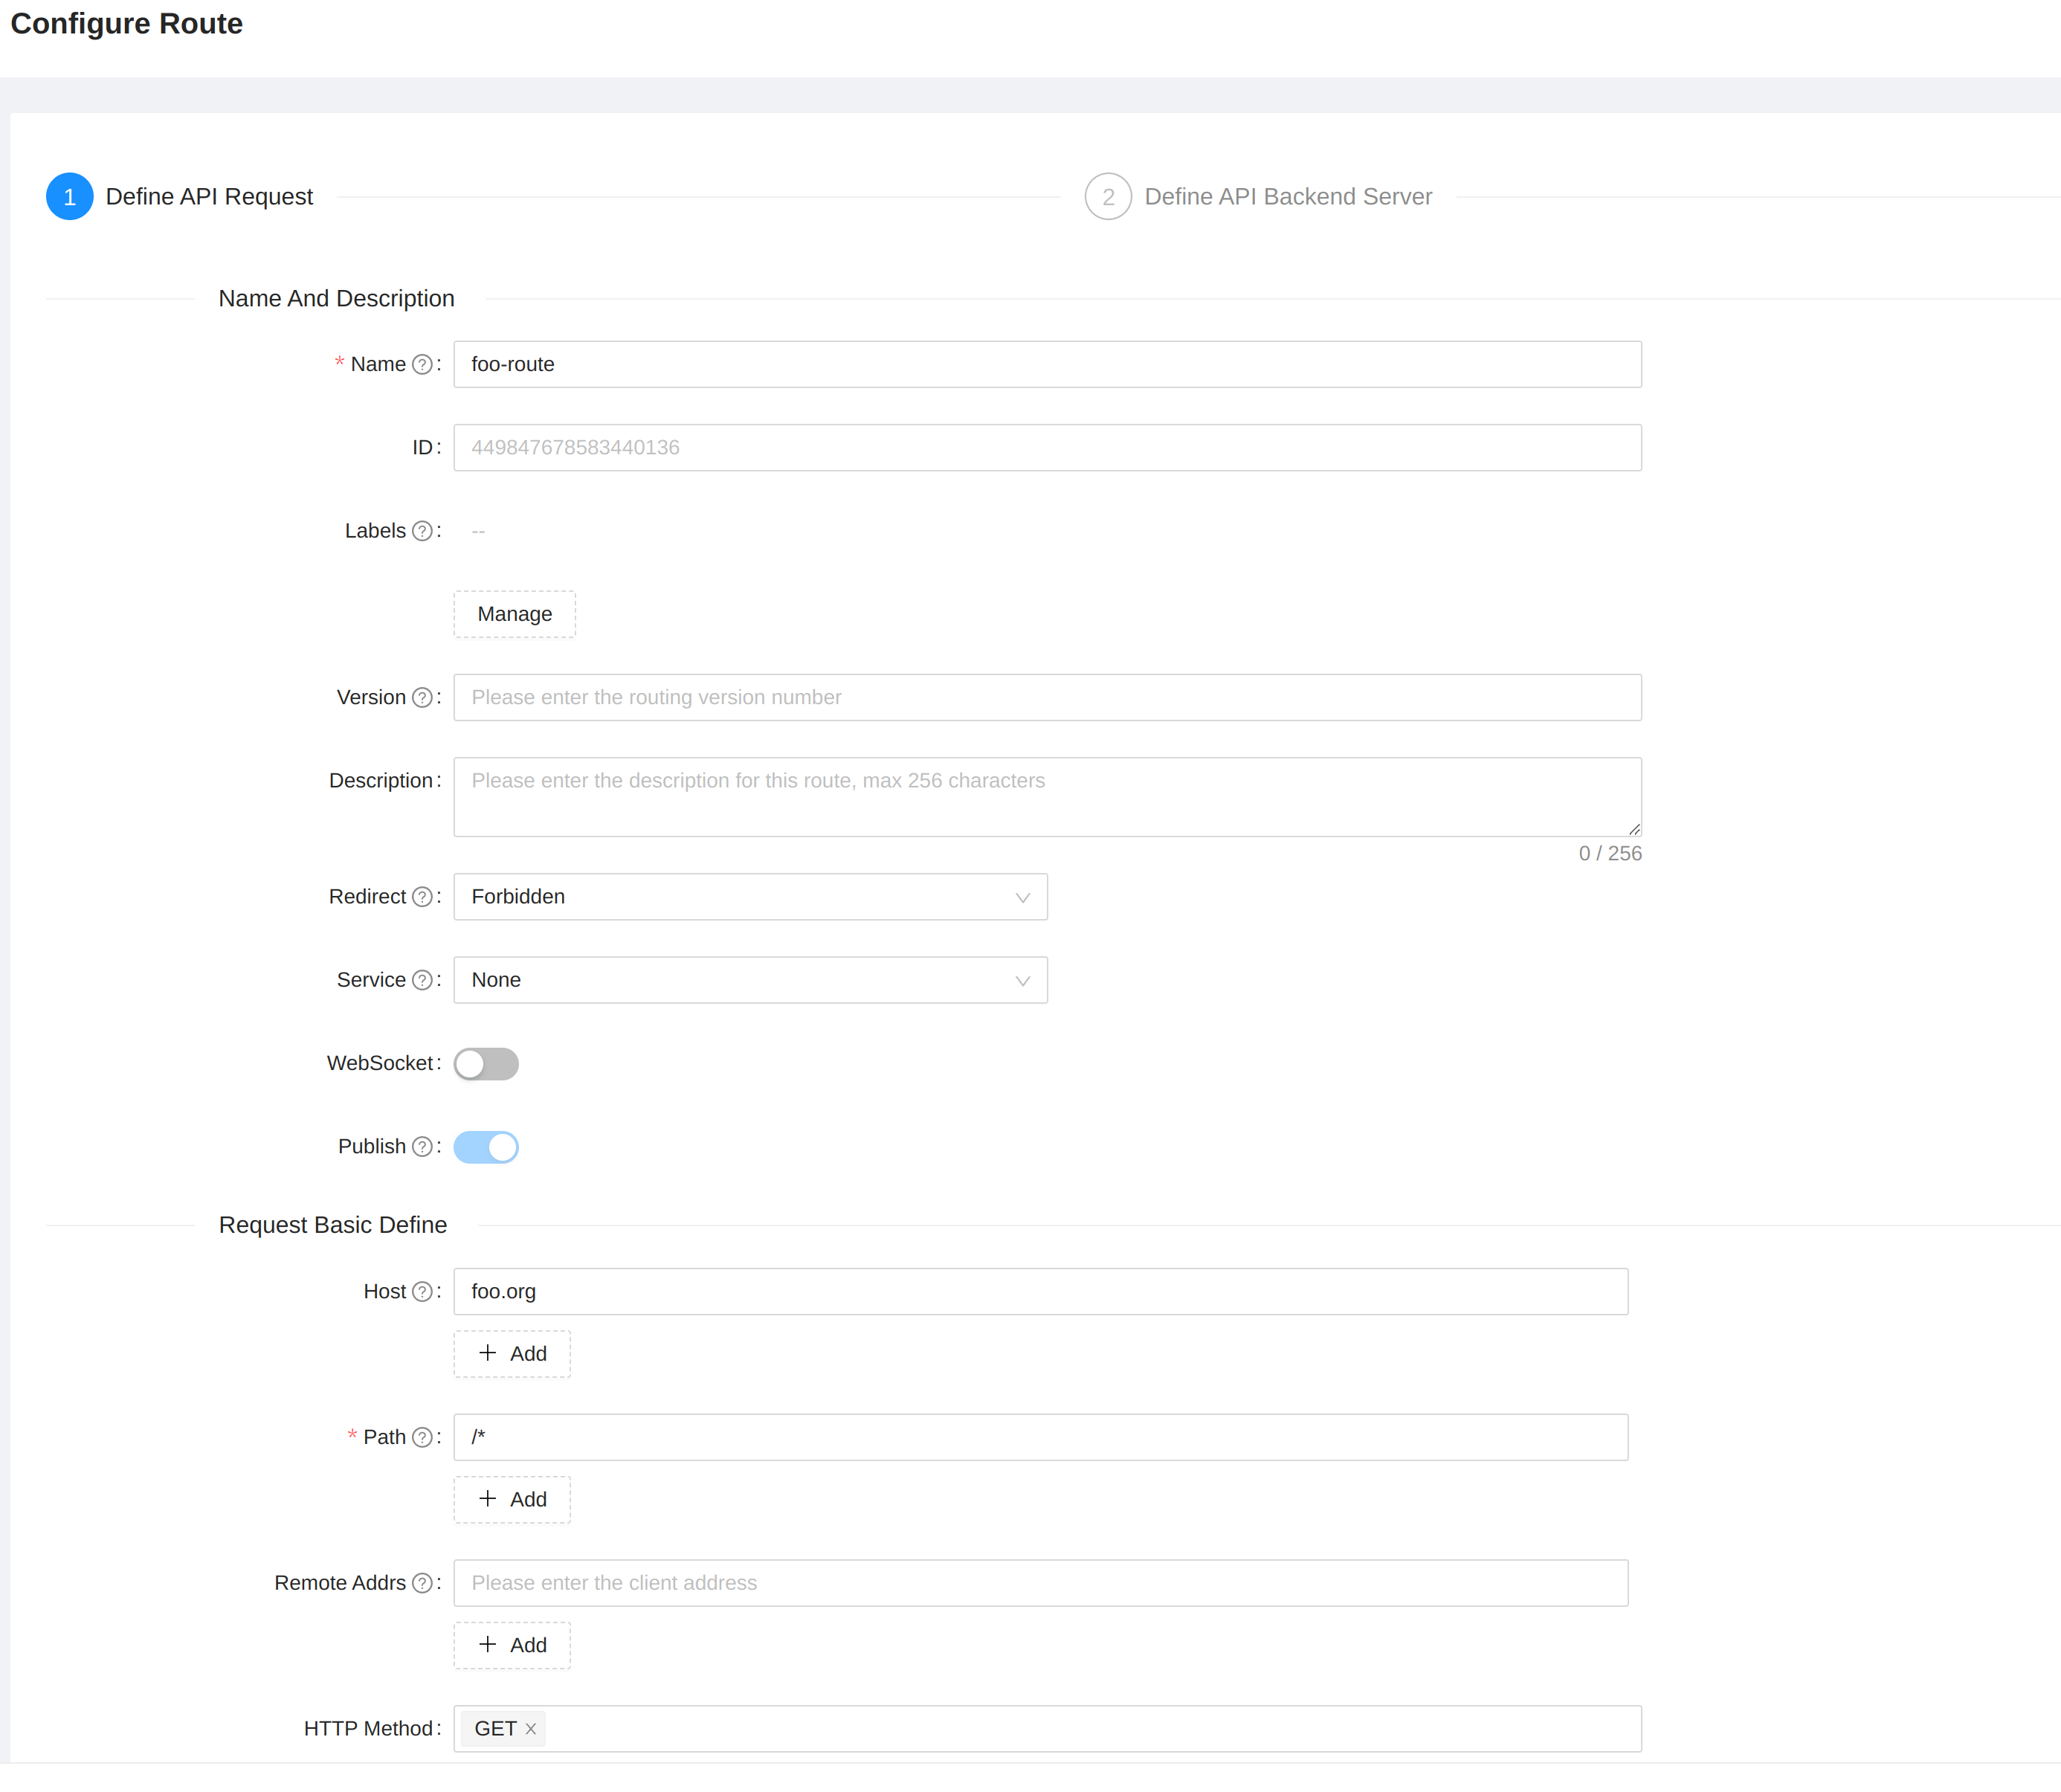 Configure Route
1 Define API Request 2 Define API Backend Server
Name And Description
* Name ? : foo-route
ID : 449847678583440136
Labels ? : --
Manage
Version ? : Please enter the routing version number
Description : Please enter the description for this route, max 256 characters
0 / 256
Redirect ? : Forbidden
Service ? : None
WebSocket :
Publish ? :
Request Basic Define
Host ? : foo.org
+ Add
* Path ? : /*
+ Add
Remote Addrs ? : Please enter the client address
+ Add
HTTP Method : GET ×